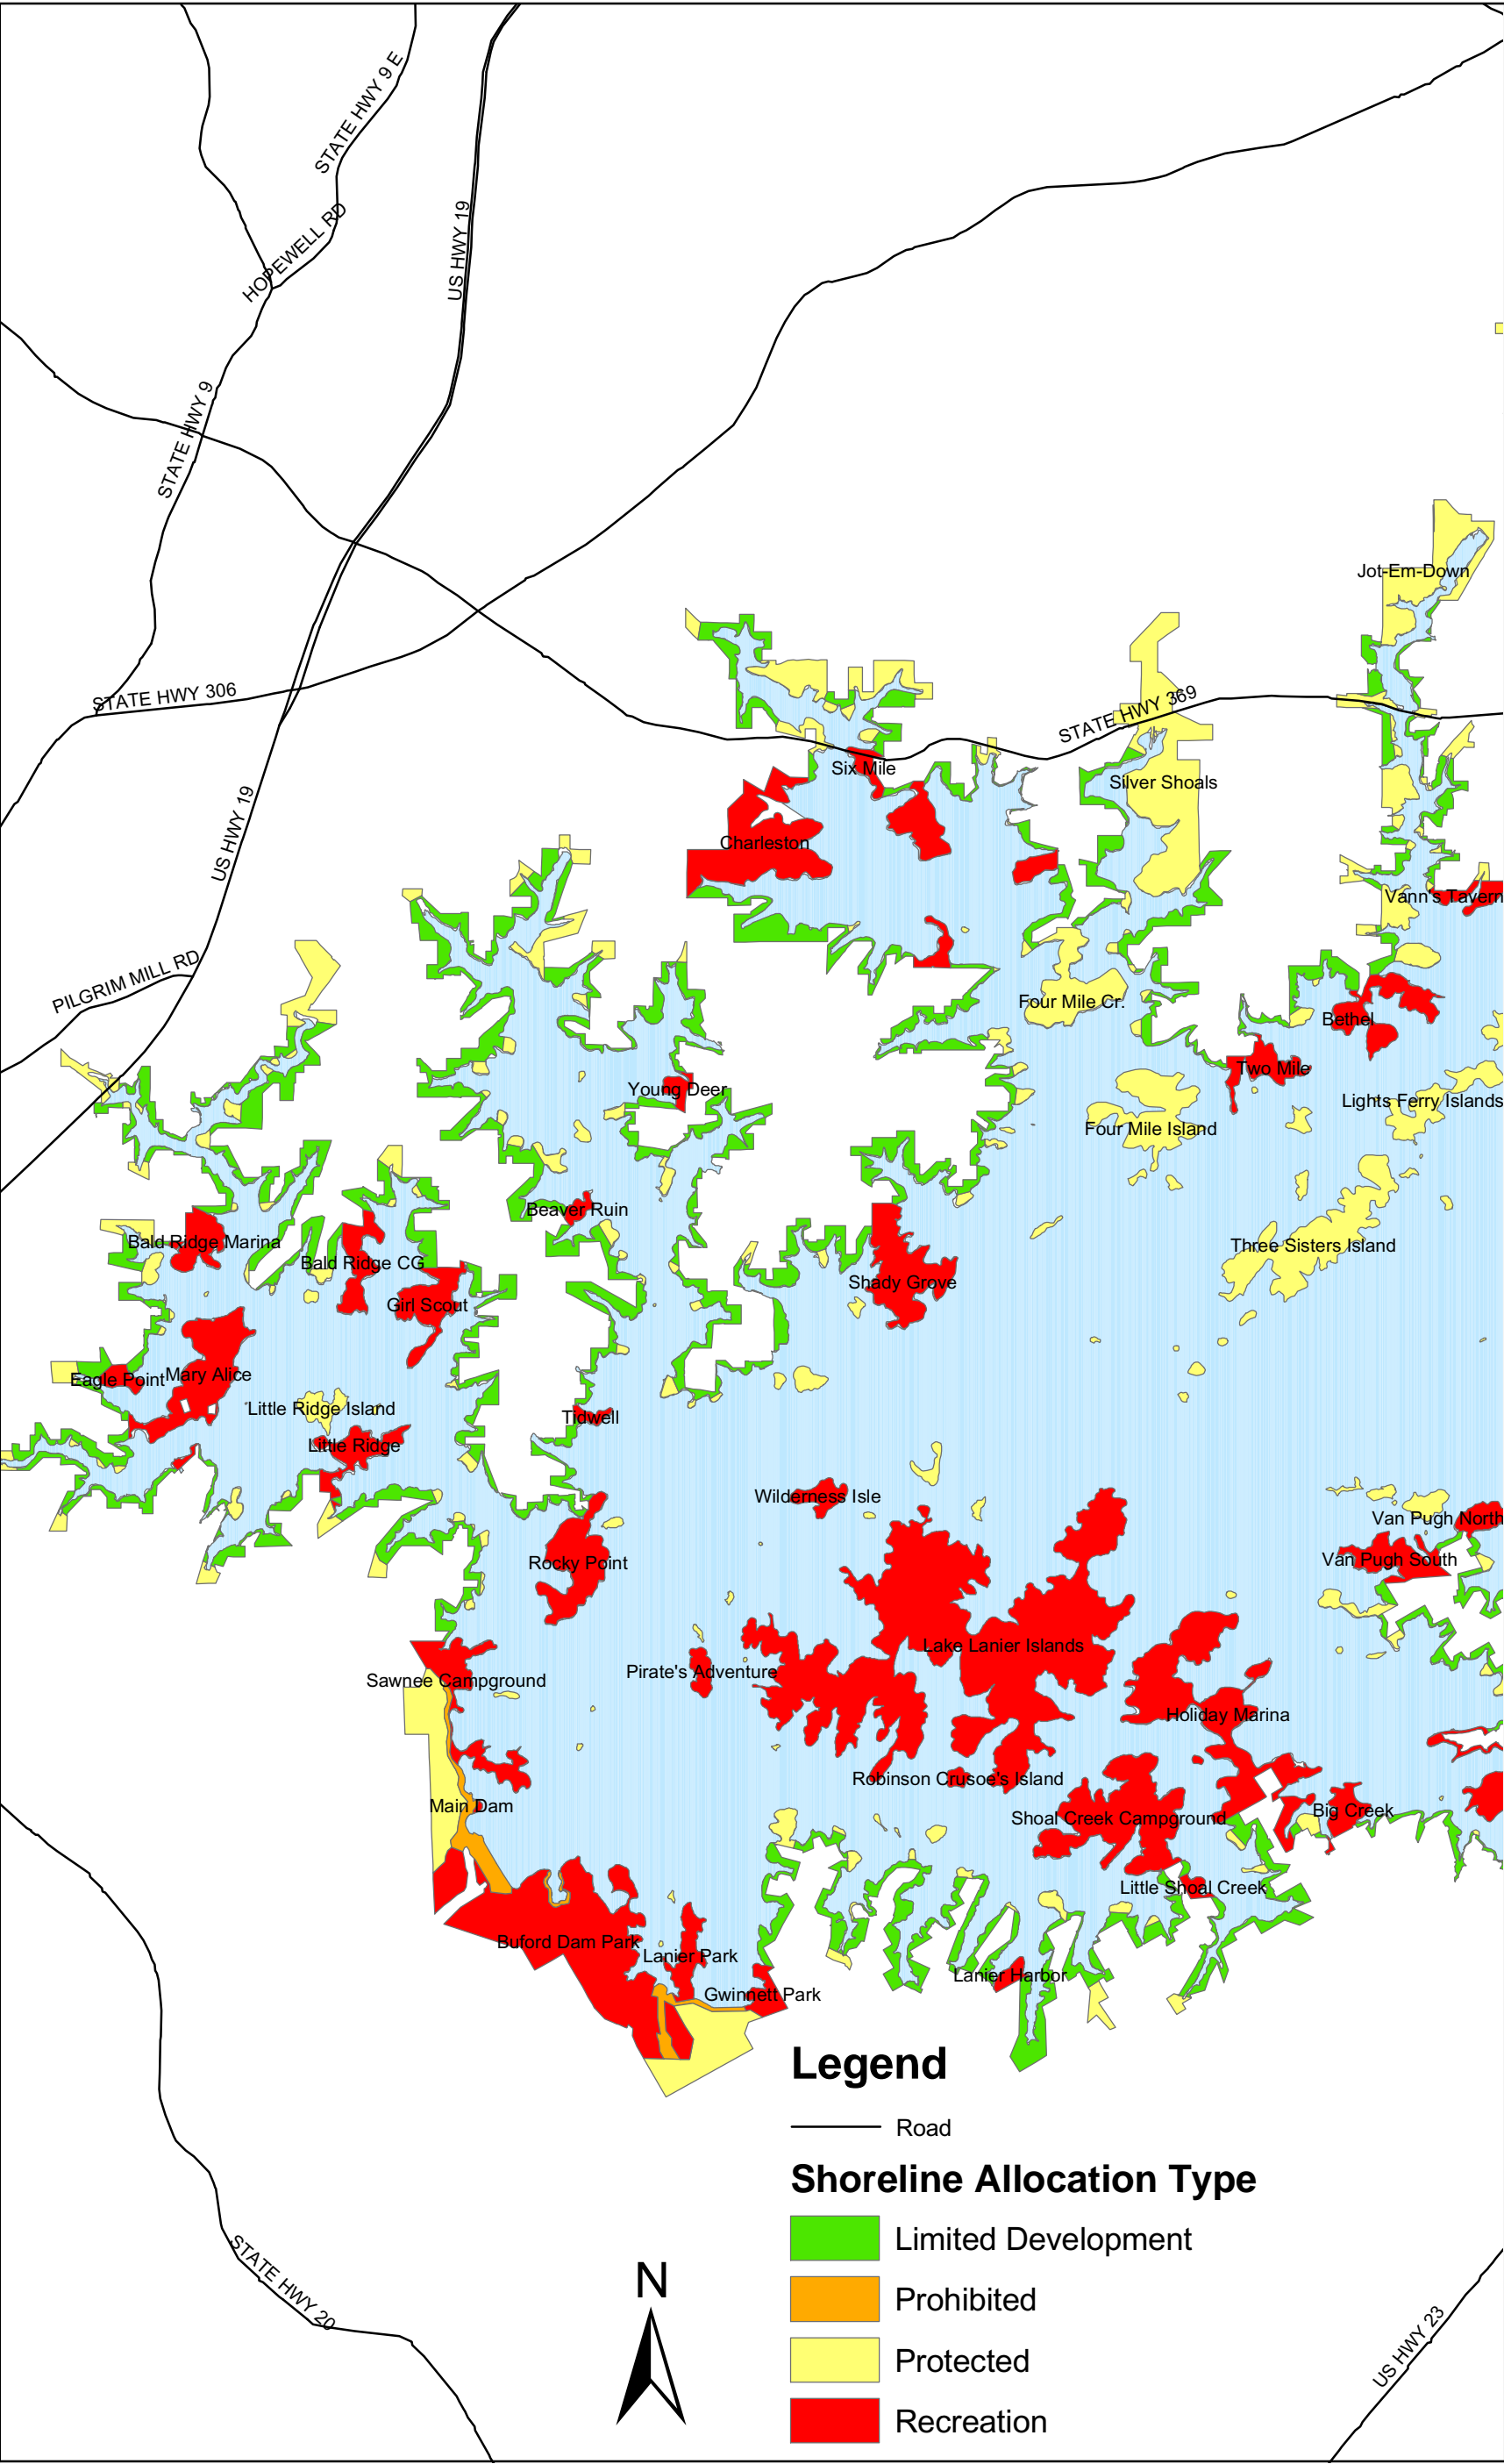 STATE HWY 9 E
HOPEWELL RD
US HWY 19
STATE HWY 9
Jot-Em-Down
STATE HWY 306
STATE HWY 369
Six Mile
Silver Shoals
US HWY 19
Charleston
Vann's Tavern
PILGRIM MILL RD
Four Mile Cr.
Bethel
Two Mile
Young Deer
Lights Ferry Islands
Four Mile Island
Beaver Ruin
Bald Ridge Marina
Three Sisters Island
Bald Ridge CG
Shady Grove
Girl Scout
Eagle Point
Mary Alice
Little Ridge Island
Tidwell
Little Ridge
Wilderness Isle
Van Pugh North
Rocky Point
Van Pugh South
Lake Lanier Islands
Pirate's Adventure
Sawnee Campground
Holiday Marina
Robinson Crusoe's Island
Main Dam
Big Creek
Shoal Creek Campground
Little Shoal Creek
Buford Dam Park
Lanier Park
Lanier Harbor
Gwinnett Park
Legend
Road
Shoreline Allocation Type
Limited Development
Prohibited
Protected
Recreation
N
STATE HWY 20
US HWY 23